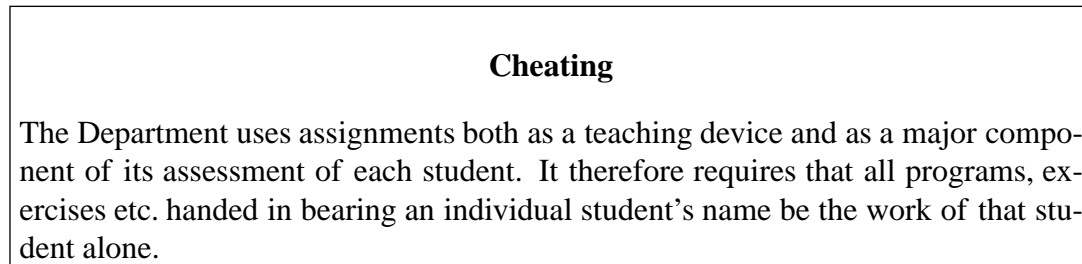 Cheating
The Department uses assignments both as a teaching device and as a major compo-
nent of its assessment of each student. It therefore requires that all programs, ex-
ercises etc. handed in bearing an individual student's name be the work of that stu-
dent alone.